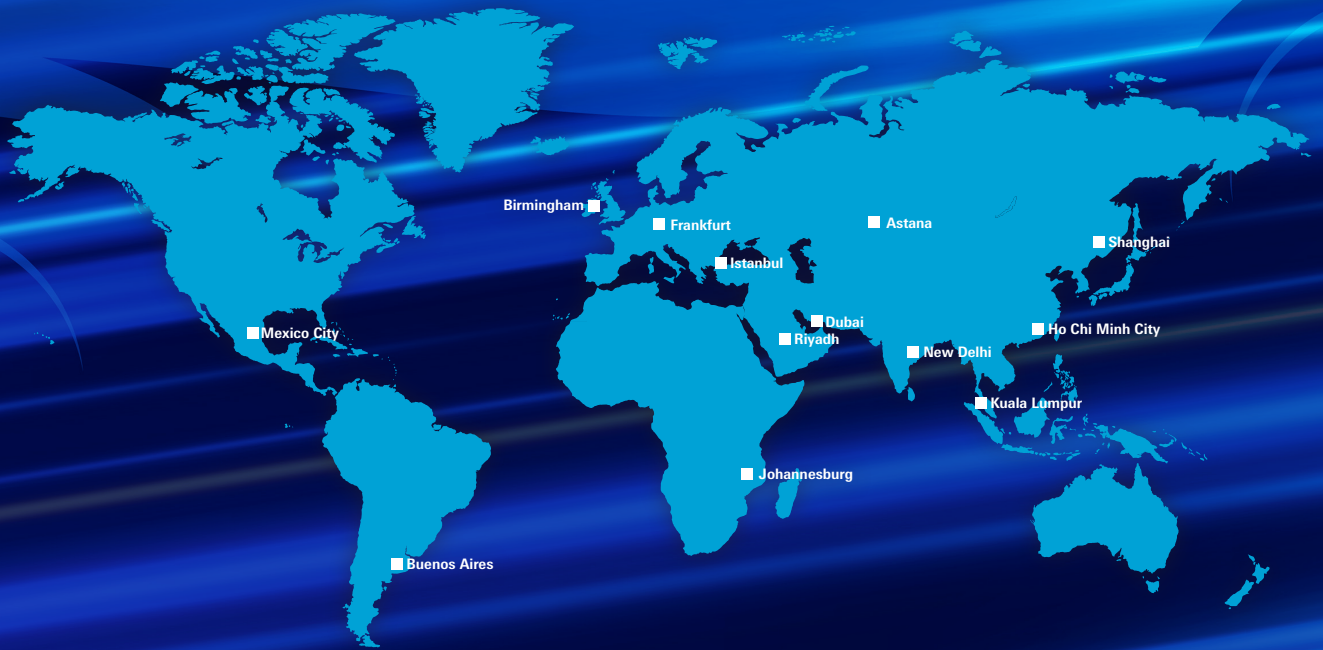 Birmingham
Frankfurt
Astana
Shanghai
Istanbul
Dubai
Ho Chi Minh City
Mexico City
Riyadh
New Delhi
Kuala Lumpur
Johannesburg
Buenos Aires